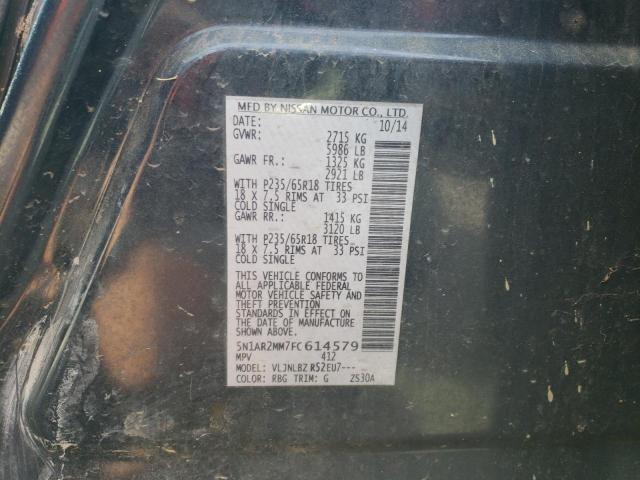 MFD BY NISSAN MOTOR CO., LTD.
DATE: 10/14
GVWR: 2715 KG
5986 LB
GAWR FR.: 1325 KG
2921 LB
WITH P235/65R18 TIRES
18 X 7.5 RIMS AT 33 PSI
COLD SINGLE
GAWR RR.: 1415 KG
3120 LB
WITH P235/65R18 TIRES
18 X 7.5 RIMS AT 33 PSI
COLD SINGLE
THIS VEHICLE CONFORMS TO
ALL APPLICABLE FEDERAL
MOTOR VEHICLE SAFETY AND
THEFT PREVENTION
STANDARDS IN EFFECT ON
THE DATE OF MANUFACTURE
SHOWN ABOVE.
5N1AR2MM7FC614579
MPV 412
MODEL: VLJNLBZ R52EU7---
COLOR: RBG TRIM: G ZS30A